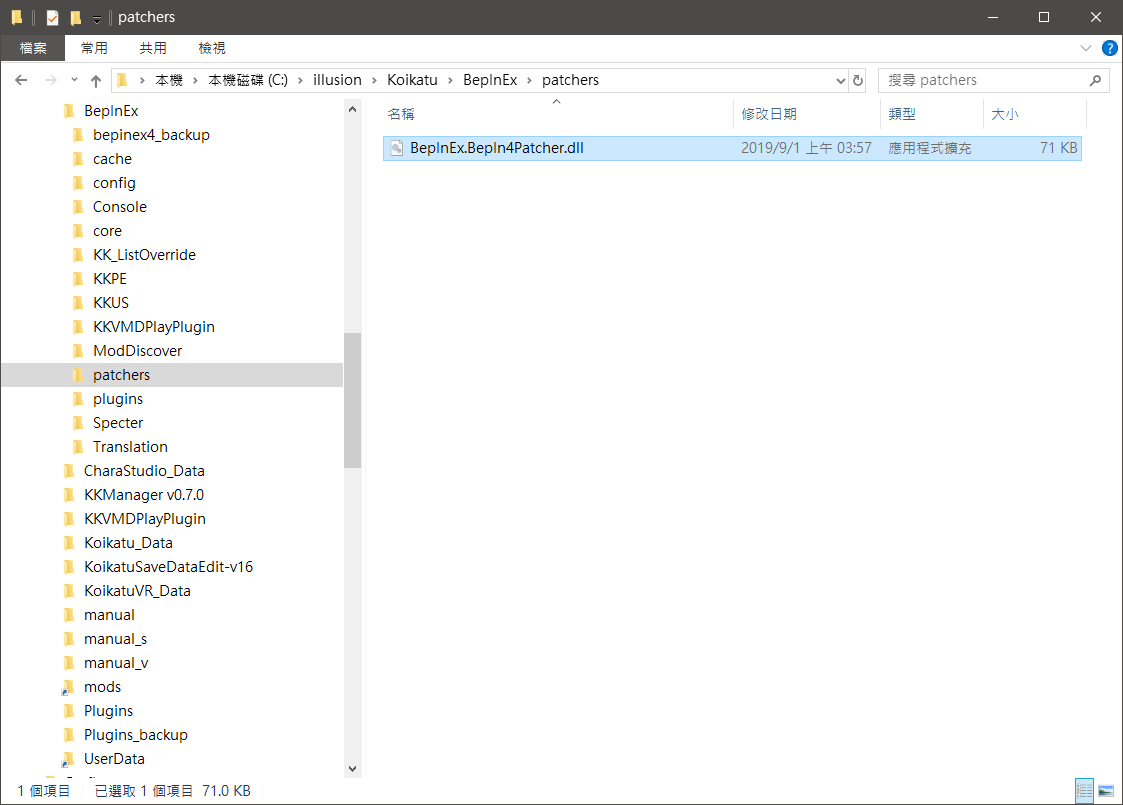 patchers
檔案 常用 共用 檢視
本機 本機磁碟 (C:) illusion Koikatu BepInEx patchers
搜尋 patchers
BepInEx
bepinex4_backup
cache
config
Console
core
KK_ListOverride
KKPE
KKUS
KKVMDPlayPlugin
ModDiscover
patchers
plugins
Specter
Translation
CharaStudio_Data
KKManager v0.7.0
KKVMDPlayPlugin
Koikatu_Data
KoikatuSaveDataEdit-v16
KoikatuVR_Data
manual
manual_s
manual_v
mods
Plugins
Plugins_backup
UserData
名稱 修改日期 類型 大小
BepInEx.BepIn4Patcher.dll 2019/9/1 上午 03:57 應用程式擴充 71 KB
1 個項目 已選取 1 個項目 71.0 KB